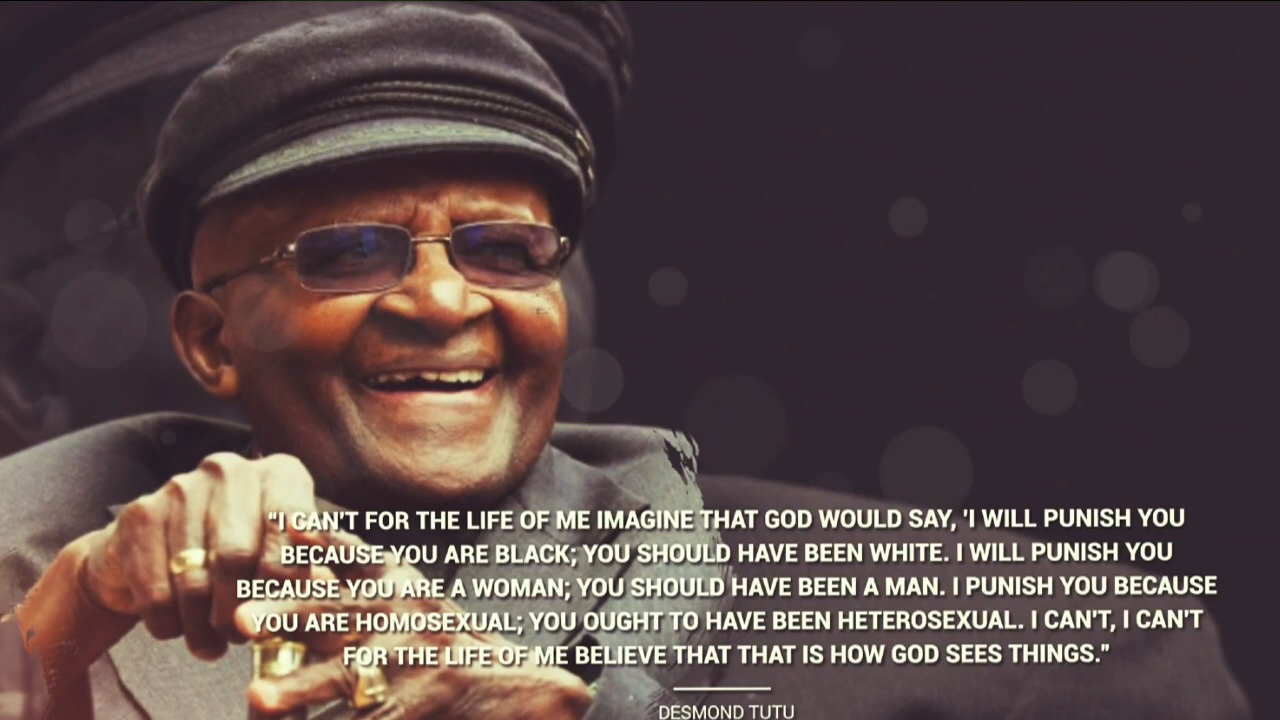 “I CAN'T FOR THE LIFE OF ME IMAGINE THAT GOD WOULD SAY, 'I WILL PUNISH YOU
BECAUSE YOU ARE BLACK; YOU SHOULD HAVE BEEN WHITE. I WILL PUNISH YOU
BECAUSE YOU ARE A WOMAN; YOU SHOULD HAVE BEEN A MAN. I PUNISH YOU BECAUSE
YOU ARE HOMOSEXUAL; YOU OUGHT TO HAVE BEEN HETEROSEXUAL. I CAN'T, I CAN'T
FOR THE LIFE OF ME BELIEVE THAT THAT IS HOW GOD SEES THINGS.”
DESMOND TUTU